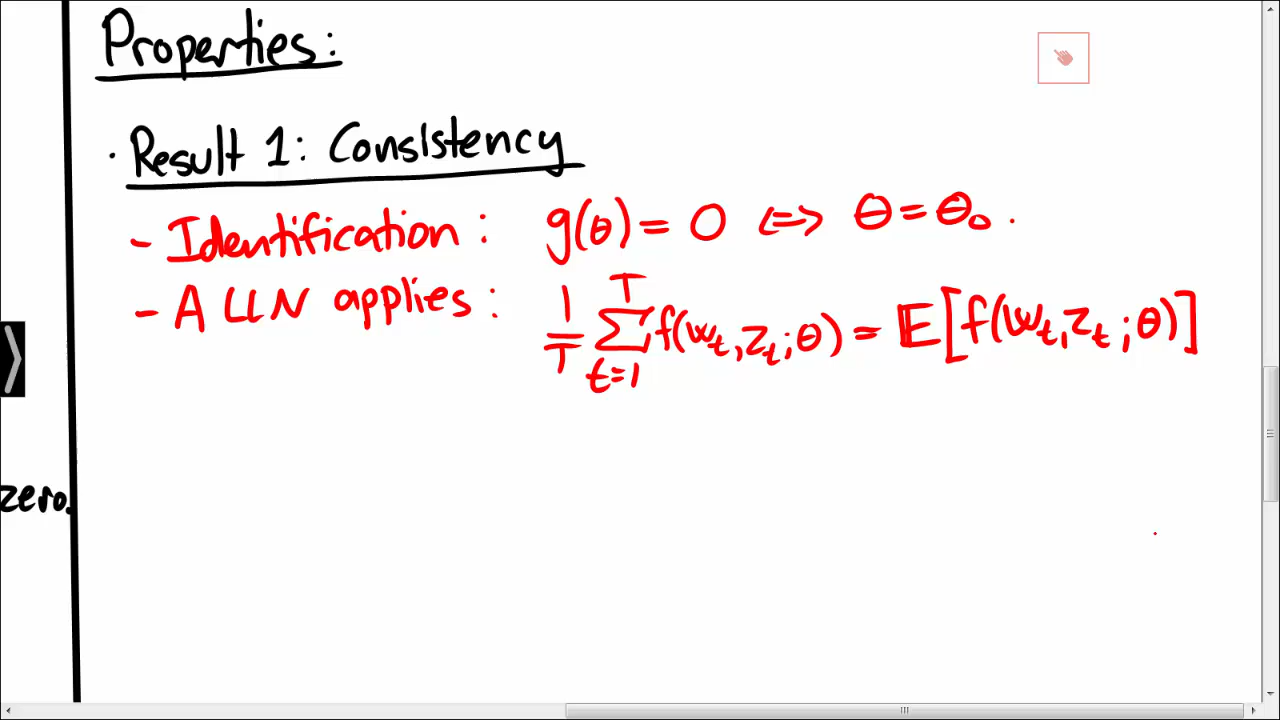 Properties:
· Result 1: Consistency
- Identification: g(θ) = 0 ⟺ θ = θ₀.
- A LLN applies: 1/T ∑_{t=1}^{T} f(w_t, z_t; θ) = 𝔼[f(w_t, z_t; θ)]
zero.